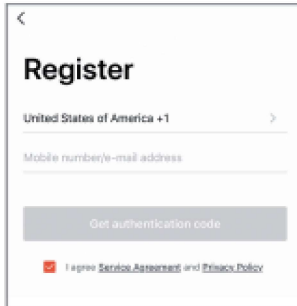 Register
United States of America +1
Mobile number/e-mail address
Get authentication code
I agree Service Agreement and Privacy Policy